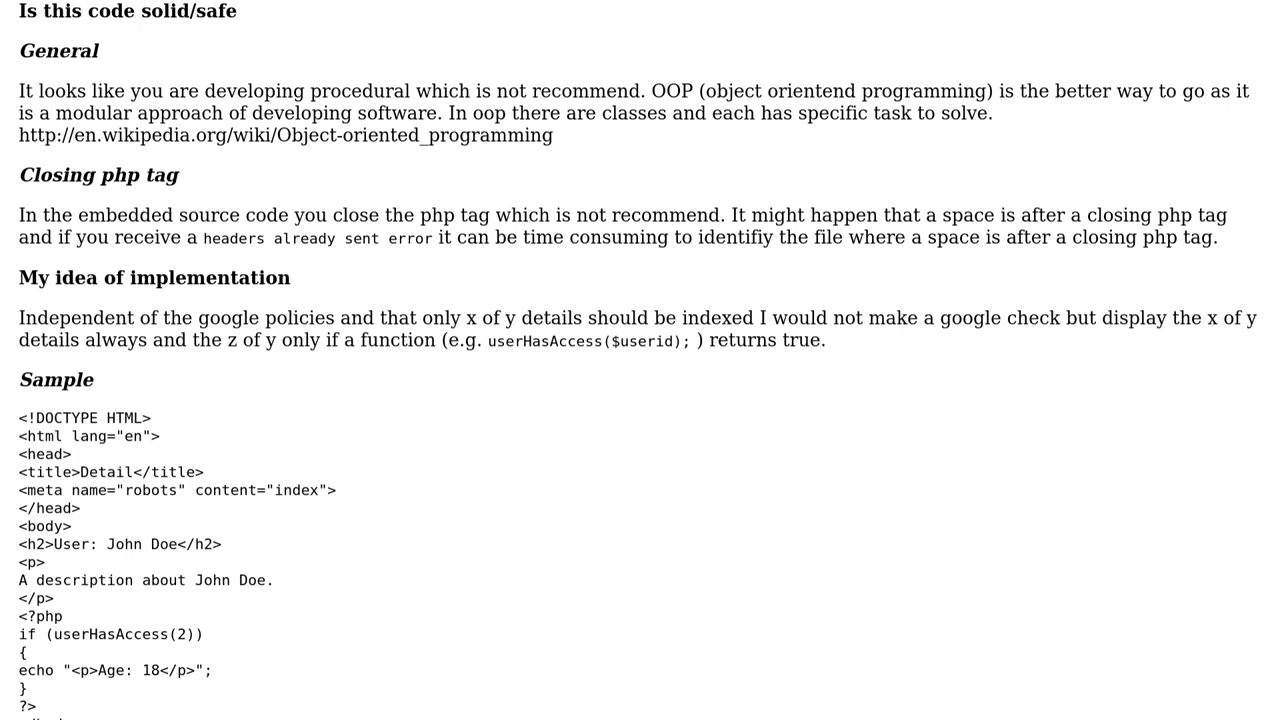 Is this code solid/safe
General
It looks like you are developing procedural which is not recommend. OOP (object orientend programming) is the better way to go as it
is a modular approach of developing software. In oop there are classes and each has specific task to solve.
http://en.wikipedia.org/wiki/Object-oriented_programming
Closing php tag
In the embedded source code you close the php tag which is not recommend. It might happen that a space is after a closing php tag
and if you receive a headers already sent error it can be time consuming to identifiy the file where a space is after a closing php tag.
My idea of implementation
Independent of the google policies and that only x of y details should be indexed I would not make a google check but display the x of y
details always and the z of y only if a function (e.g. userHasAccess($userid); ) returns true.
Sample
<!DOCTYPE HTML>
<html lang="en">
<head>
<title>Detail</title>
<meta name="robots" content="index">
</head>
<body>
<h2>User: John Doe</h2>
<p>
A description about John Doe.
</p>
<?php
if (userHasAccess(2))
{
echo "<p>Age: 18</p>";
}
?>